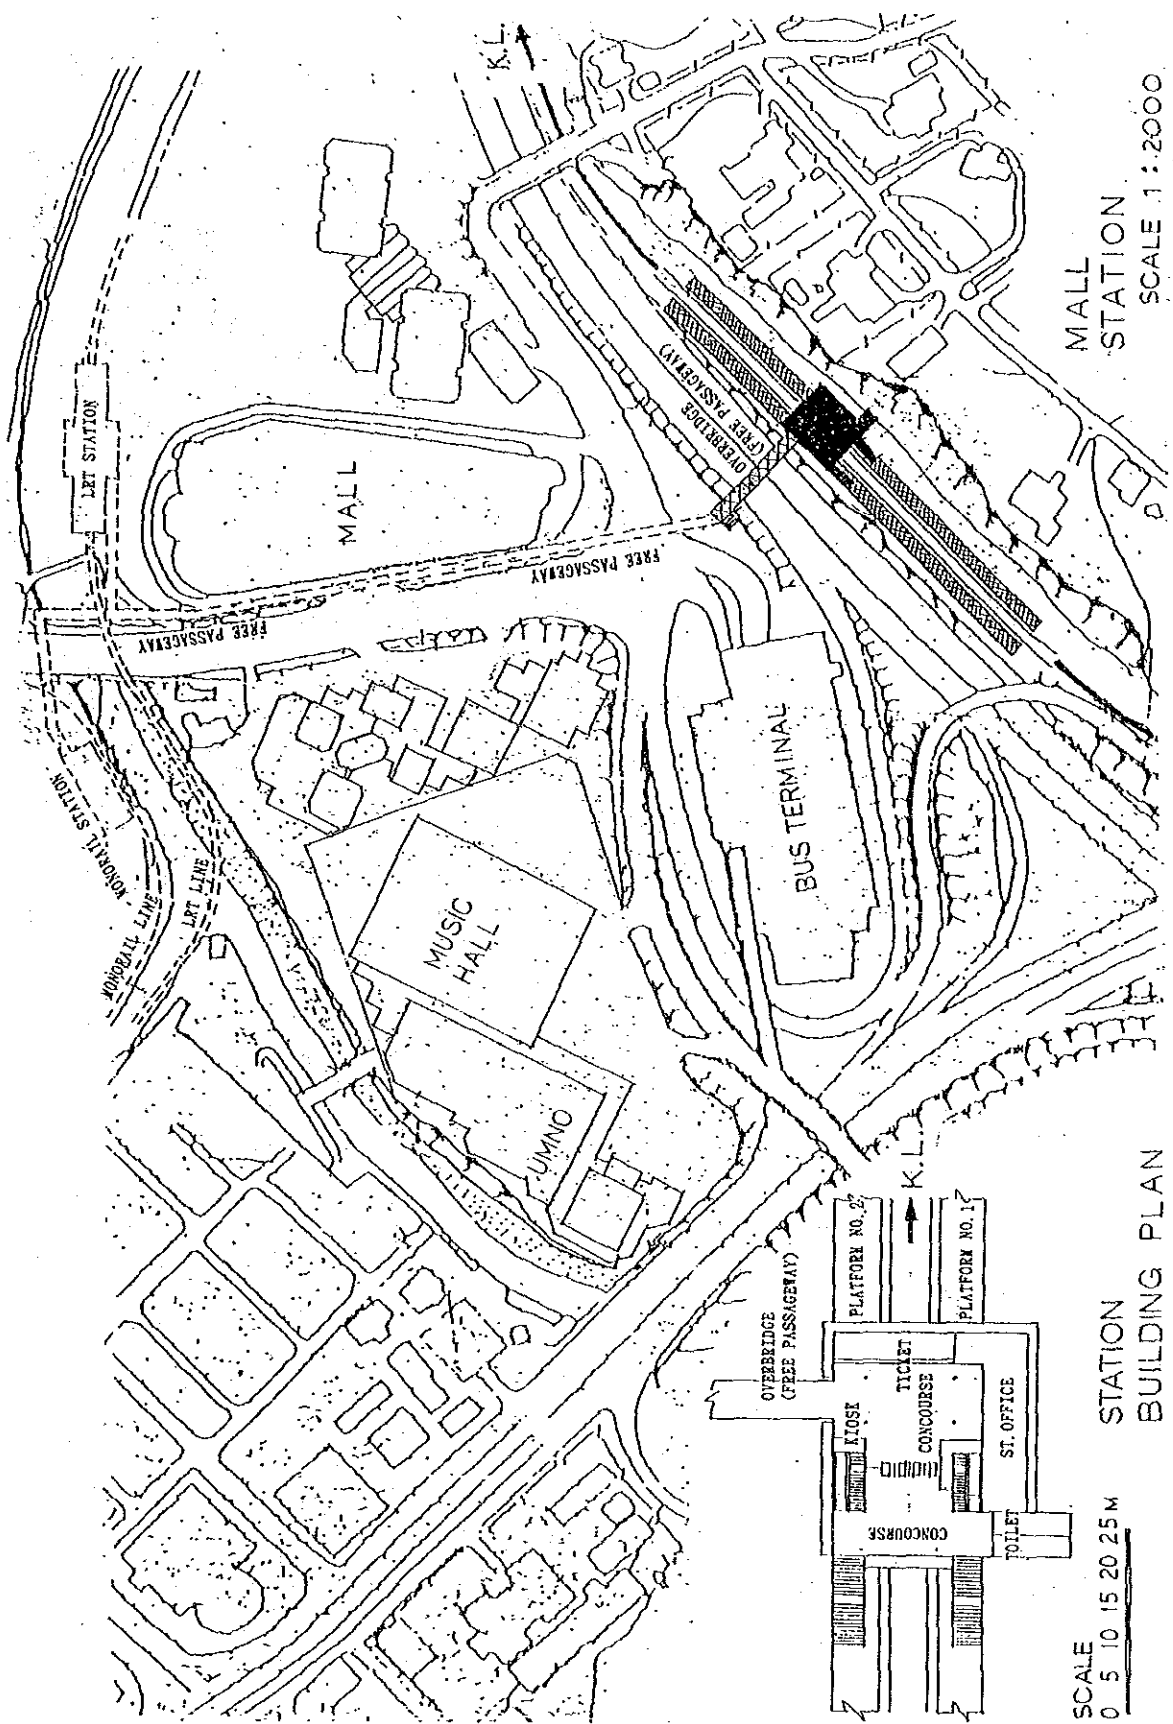 K.L.
LRT STATION
MALL
OVERBRIDGE
(FREE PASSAGEWAY)
FREE PASSAGEWAY
FREE PASSAGEWAY
MONORAIL STATION
MONORAIL LINE
LRT LINE
MUSIC
HALL
BUS TERMINAL
UMNO
MALL
STATION
SCALE 1:2000
OVERBRIDGE
(FREE PASSAGEWAY)
PLATFORM NO.2
K.L.
PLATFORM NO.1
KIOSK
TICKET
CONCOURSE
ST. OFFICE
CONCOURSE
TOILET
SCALE
0 5 10 15 20 25M
STATION
BUILDING PLAN